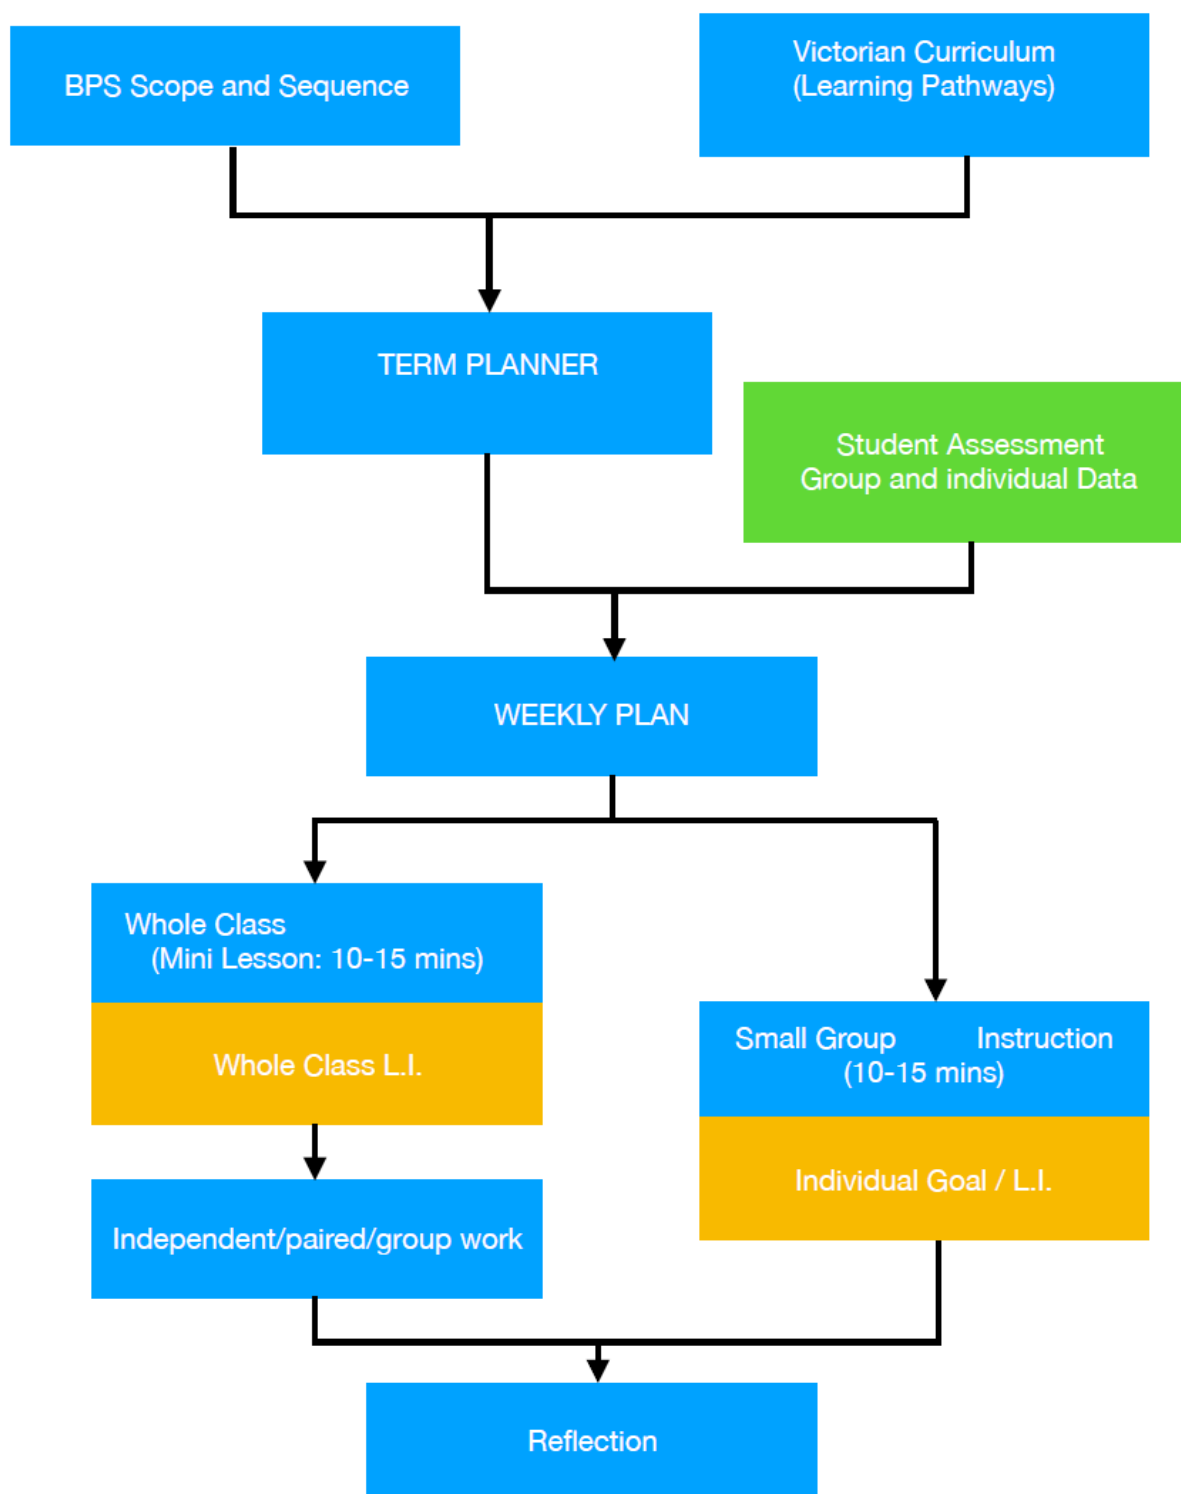 BPS Scope and Sequence
Victorian Curriculum
(Learning Pathways)
TERM PLANNER
Student Assessment
Group and individual Data
WEEKLY PLAN
Whole Class
(Mini Lesson: 10-15 mins)
Whole Class L.I.
Small Group Instruction
(10-15 mins)
Individual Goal / L.I.
Independent/paired/group work
Reflection